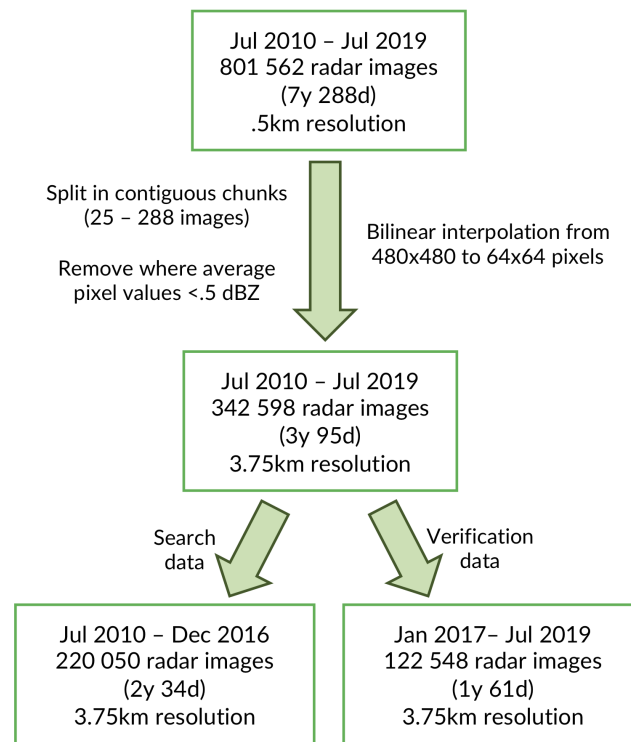 Jul 2010 – Jul 2019
801 562 radar images
(7y 288d)
.5km resolution
Split in contiguous chunks
(25 – 288 images)
Remove where average
pixel values <.5 dBZ
Bilinear interpolation from
480x480 to 64x64 pixels
Jul 2010 – Jul 2019
342 598 radar images
(3y 95d)
3.75km resolution
Search
data
Verification
data
Jul 2010 – Dec 2016
220 050 radar images
(2y 34d)
3.75km resolution
Jan 2017– Jul 2019
122 548 radar images
(1y 61d)
3.75km resolution